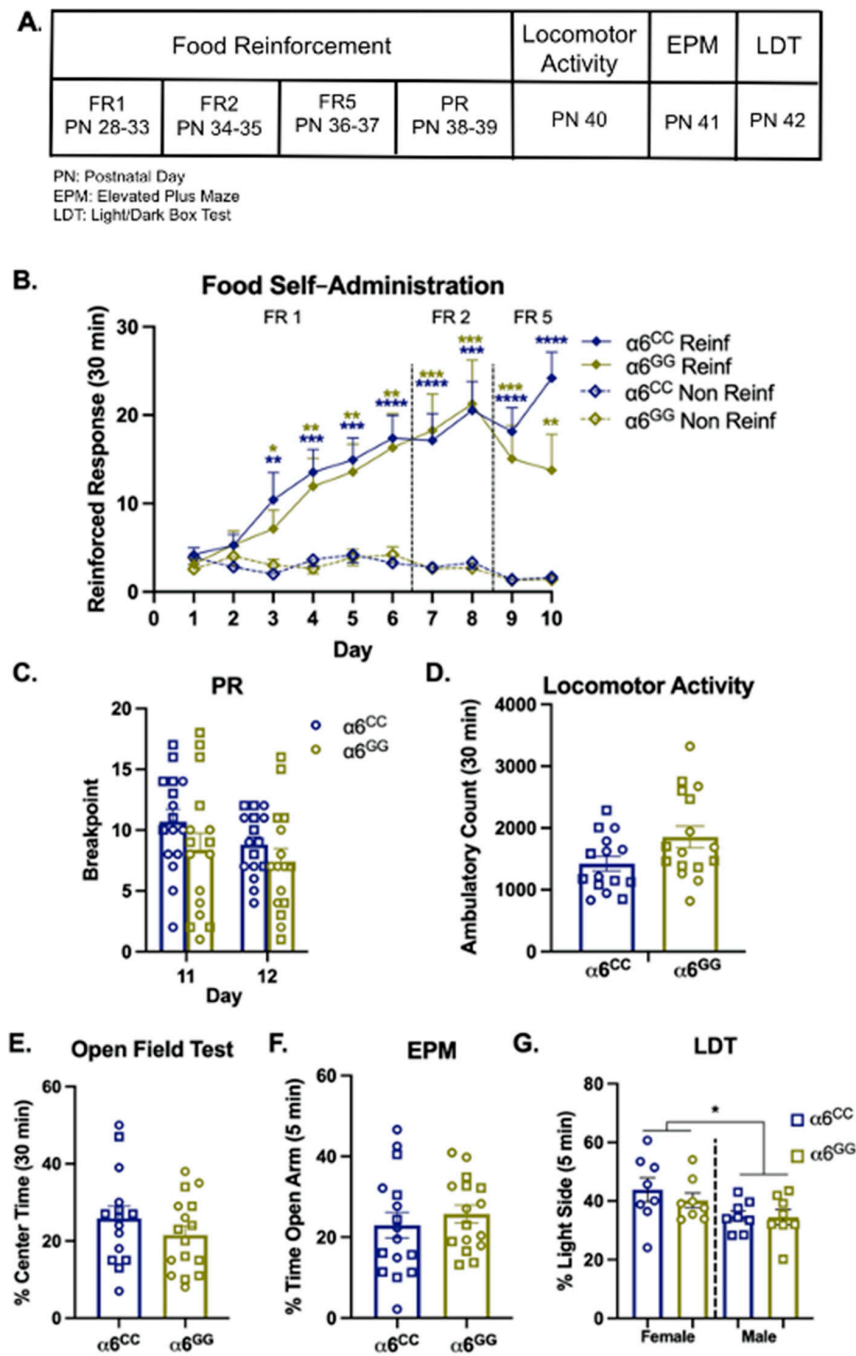 A.
Food Reinforcement
Locomotor Activity
EPM
LDT
FR1
PN 28-33
FR2
PN 34-35
FR5
PN 36-37
PR
PN 38-39
PN 40
PN 41
PN 42
PN: Postnatal Day
EPM: Elevated Plus Maze
LDT: Light/Dark Box Test
B.
Food Self–Administration
FR 1
FR 2
FR 5
Reinforced Response (30 min)
30
20
10
0
* ** ** ** ** *** *** *** **
** *** *** **** **** *** **** ****
0 1 2 3 4 5 6 7 8 9 10
Day
α6CC Reinf
α6GG Reinf
α6CC Non Reinf
α6GG Non Reinf
C.
PR
Breakpoint
20
15
10
5
0
11 12
Day
α6CC
α6GG
D.
Locomotor Activity
Ambulatory Count (30 min)
4000
3000
2000
1000
0
α6CC α6GG
E.
Open Field Test
% Center Time (30 min)
60
40
20
0
α6CC α6GG
F.
EPM
% Time Open Arm (5 min)
60
40
20
0
α6CC α6GG
G.
LDT
% Light Side (5 min)
80
60
40
20
0
*
Female Male
α6CC
α6GG